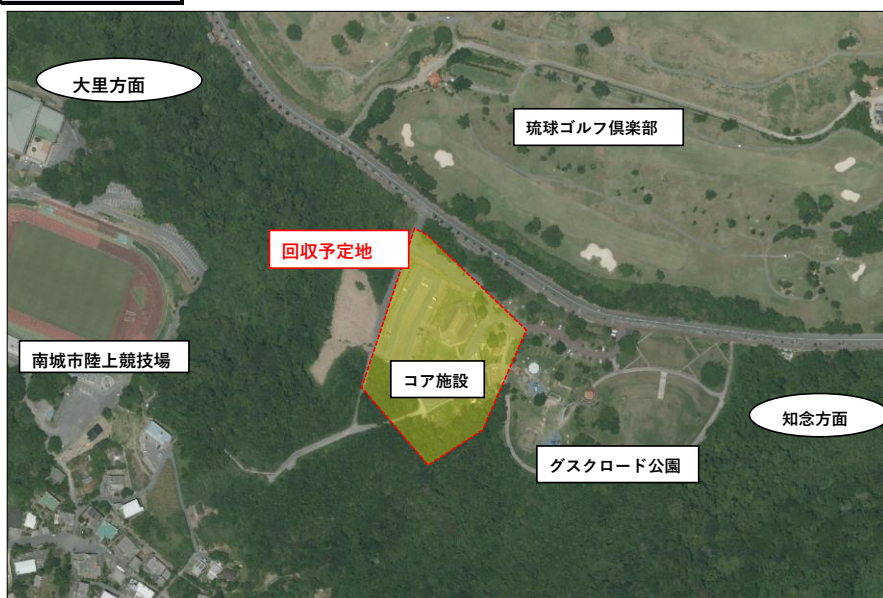 大里方面
琉球ゴルフ倶楽部
回収予定地
南城市陸上競技場
コア施設
知念方面
グスクロード公園